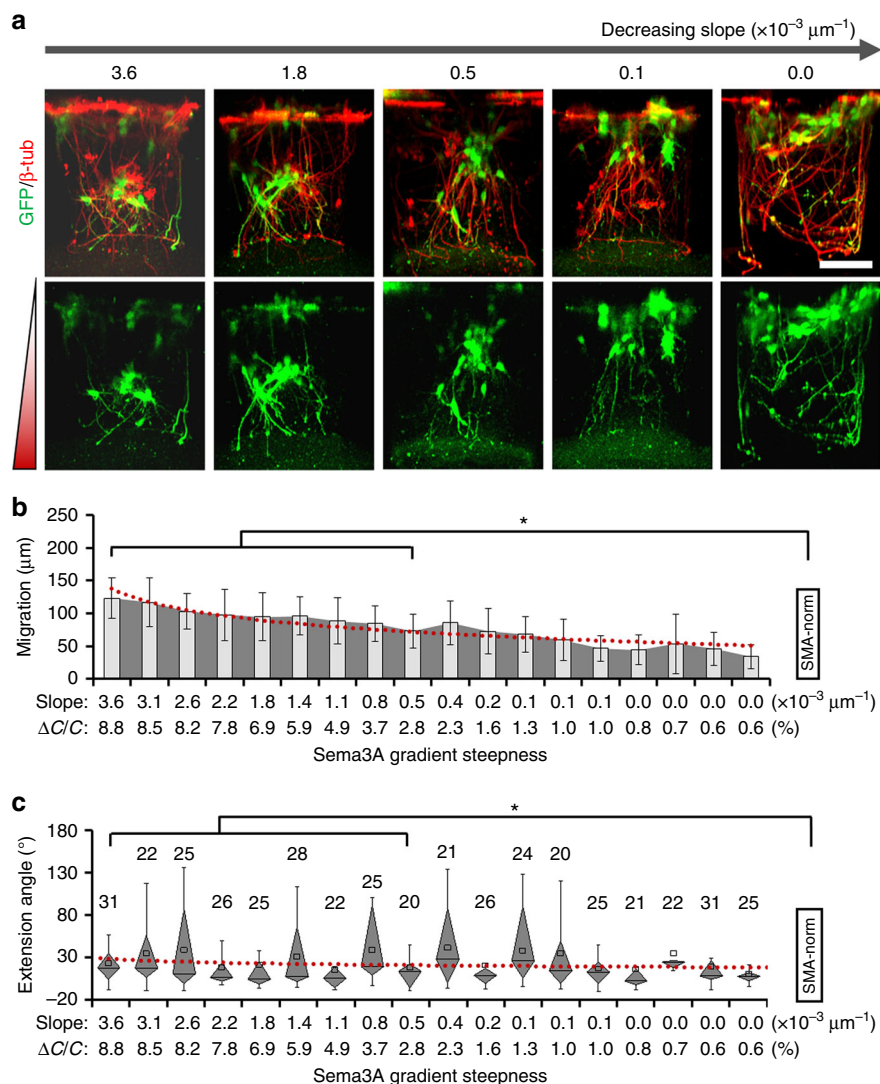 a
Decreasing slope (×10⁻³ μm⁻¹)
3.6 1.8 0.5 0.1 0.0
GFP/β-tub
b
*
Migration (μm)
250
200
150
100
50
0
SMA-norm
Slope: 3.6 3.1 2.6 2.2 1.8 1.4 1.1 0.8 0.5 0.4 0.2 0.1 0.1 0.1 0.0 0.0 0.0 0.0 (×10⁻³ μm⁻¹)
ΔC/C: 8.8 8.5 8.2 7.8 6.9 5.9 4.9 3.7 2.8 2.3 1.6 1.3 1.0 1.0 0.8 0.7 0.6 0.6 (%)
Sema3A gradient steepness
c
*
Extension angle (°)
180
130
80
30
−20
31 22 25 26 25 28 22 25 20 21 26 24 20 25 21 22 31 25
SMA-norm
Slope: 3.6 3.1 2.6 2.2 1.8 1.4 1.1 0.8 0.5 0.4 0.2 0.1 0.1 0.1 0.0 0.0 0.0 0.0 (×10⁻³ μm⁻¹)
ΔC/C: 8.8 8.5 8.2 7.8 6.9 5.9 4.9 3.7 2.8 2.3 1.6 1.3 1.0 1.0 0.8 0.7 0.6 0.6 (%)
Sema3A gradient steepness